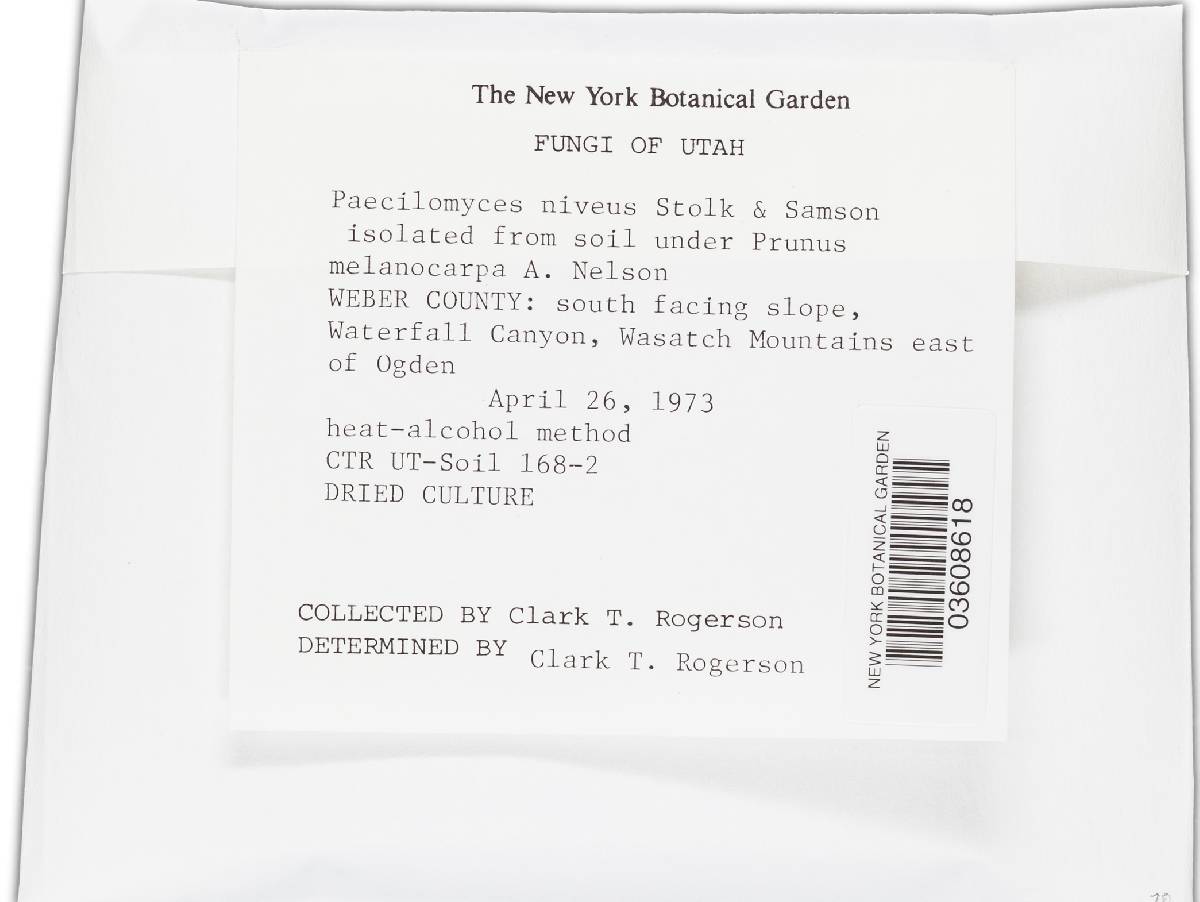 The New York Botanical Garden
FUNGI OF UTAH
Paecilomyces niveus Stolk & Samson
isolated from soil under Prunus
melanocarpa A. Nelson
WEBER COUNTY: south facing slope,
Waterfall Canyon, Wasatch Mountains east
of Ogden
April 26, 1973
heat-alcohol method
CTR UT-Soil 168-2
DRIED CULTURE
COLLECTED BY Clark T. Rogerson
DETERMINED BY Clark T. Rogerson
NEW YORK BOTANICAL GARDEN
03608618